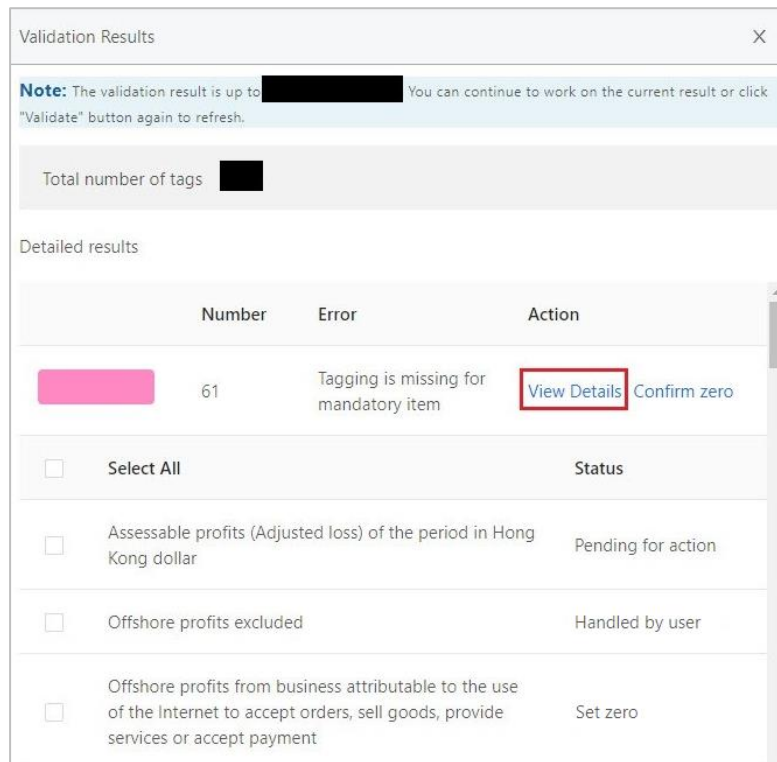 Validation Results X
Note: The validation result is up to You can continue to work on the current result or click
"Validate" button again to refresh.
Total number of tags
Detailed results
Number Error Action
61 Tagging is missing for mandatory item View Details Confirm zero
Select All Status
Assessable profits (Adjusted loss) of the period in Hong
Kong dollar
Pending for action
Offshore profits excluded Handled by user
Offshore profits from business attributable to the use
of the Internet to accept orders, sell goods, provide
services or accept payment
Set zero